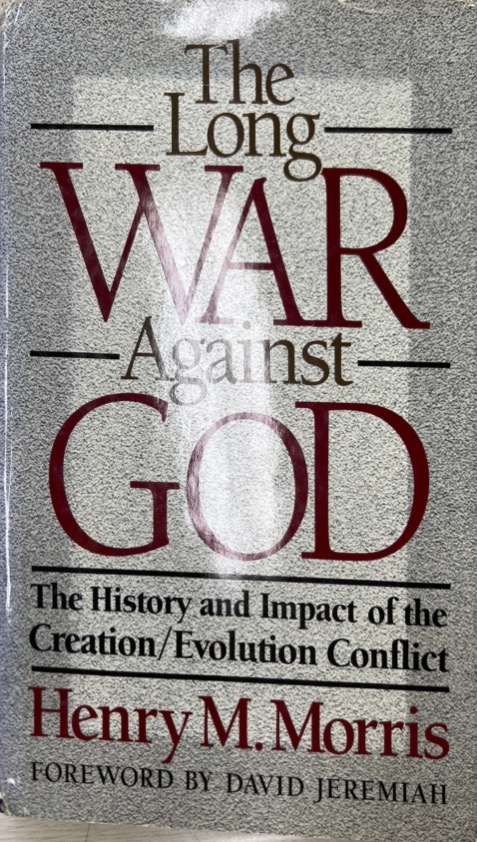 The
Long
WAR
Against
GOD
The History and Impact of the
Creation/Evolution Conflict
Henry M. Morris
FOREWORD BY DAVID JEREMIAH